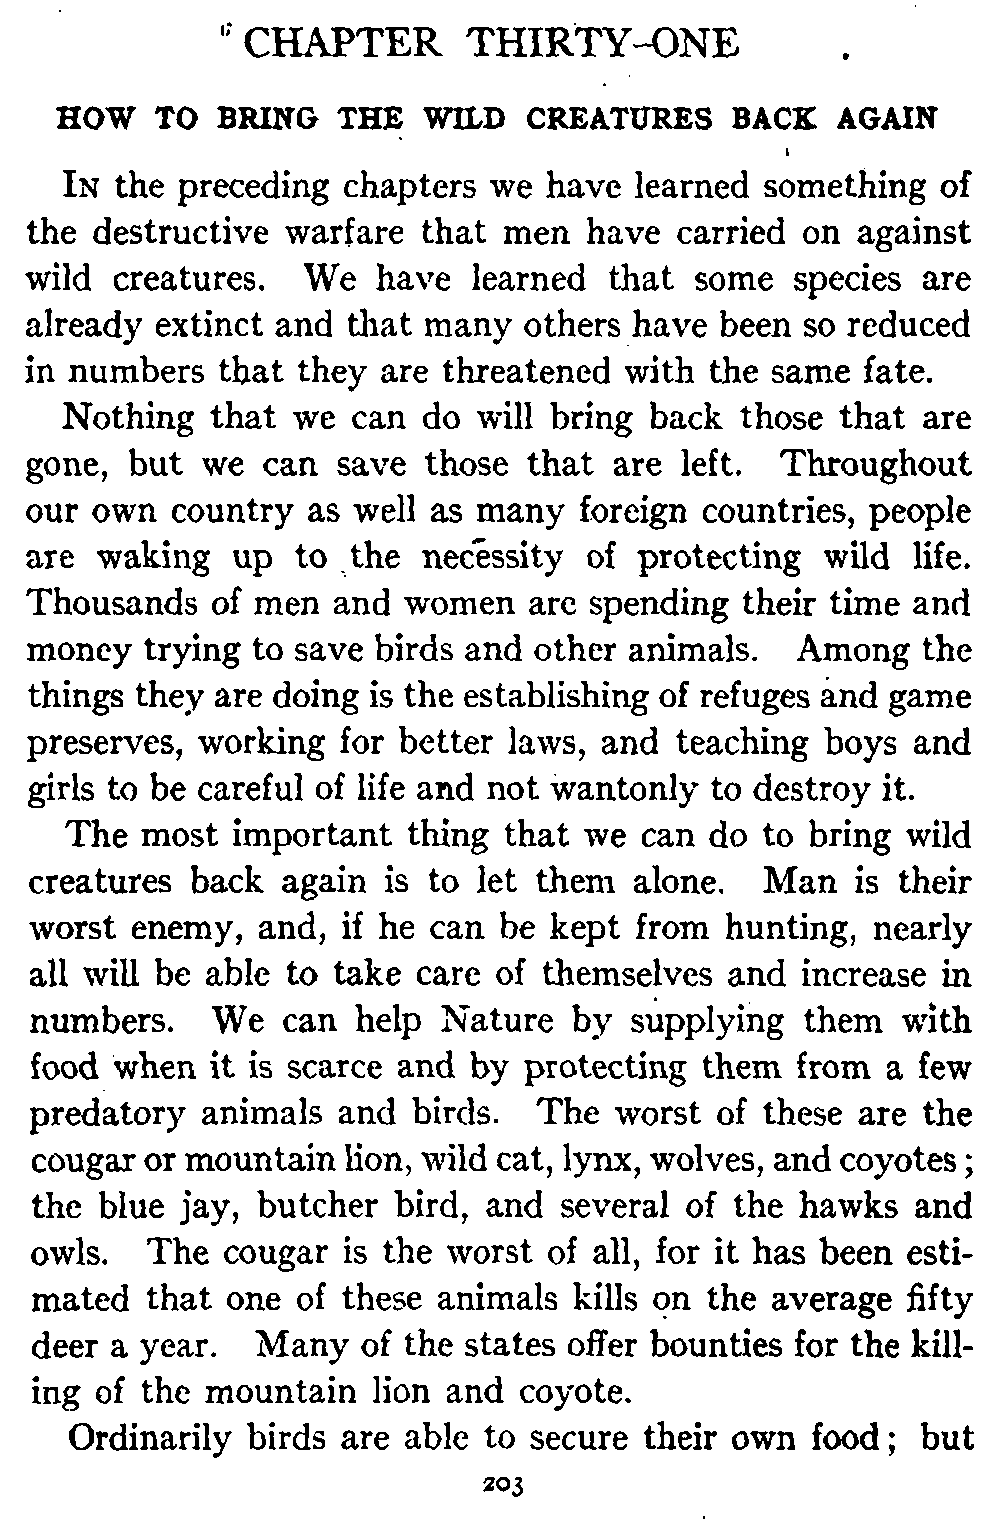 CHAPTER THIRTY-ONE
HOW TO BRING THE WILD CREATURES BACK AGAIN
IN the preceding chapters we have learned something of
the destructive warfare that men have carried on against
wild creatures. We have learned that some species are
already extinct and that many others have been so reduced
in numbers that they are threatened with the same fate.
Nothing that we can do will bring back those that are
gone, but we can save those that are left. Throughout
our own country as well as many foreign countries, people
are waking up to the necessity of protecting wild life.
Thousands of men and women are spending their time and
money trying to save birds and other animals. Among the
things they are doing is the establishing of refuges and game
preserves, working for better laws, and teaching boys and
girls to be careful of life and not wantonly to destroy it.
The most important thing that we can do to bring wild
creatures back again is to let them alone. Man is their
worst enemy, and, if he can be kept from hunting, nearly
all will be able to take care of themselves and increase in
numbers. We can help Nature by supplying them with
food when it is scarce and by protecting them from a few
predatory animals and birds. The worst of these are the
cougar or mountain lion, wild cat, lynx, wolves, and coyotes;
the blue jay, butcher bird, and several of the hawks and
owls. The cougar is the worst of all, for it has been esti-
mated that one of these animals kills on the average fifty
deer a year. Many of the states offer bounties for the kill-
ing of the mountain lion and coyote.
Ordinarily birds are able to secure their own food; but
203